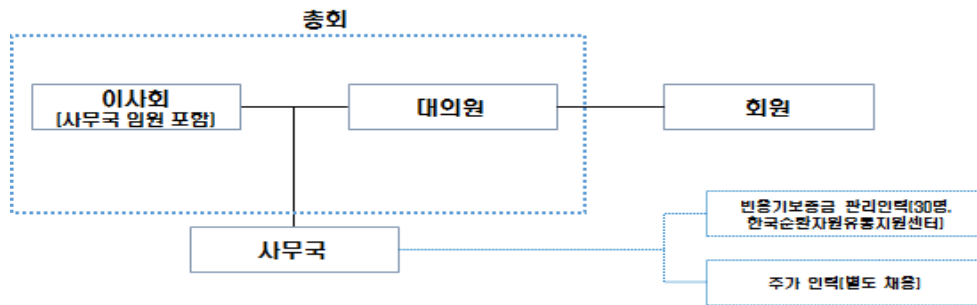 총회
이사회
[사무국 임원 포함]
대의원
회원
사무국
빈용기보증금 관리인력[30명,
한국순환자원유통지원센터]
추가 인력[별도 채용]